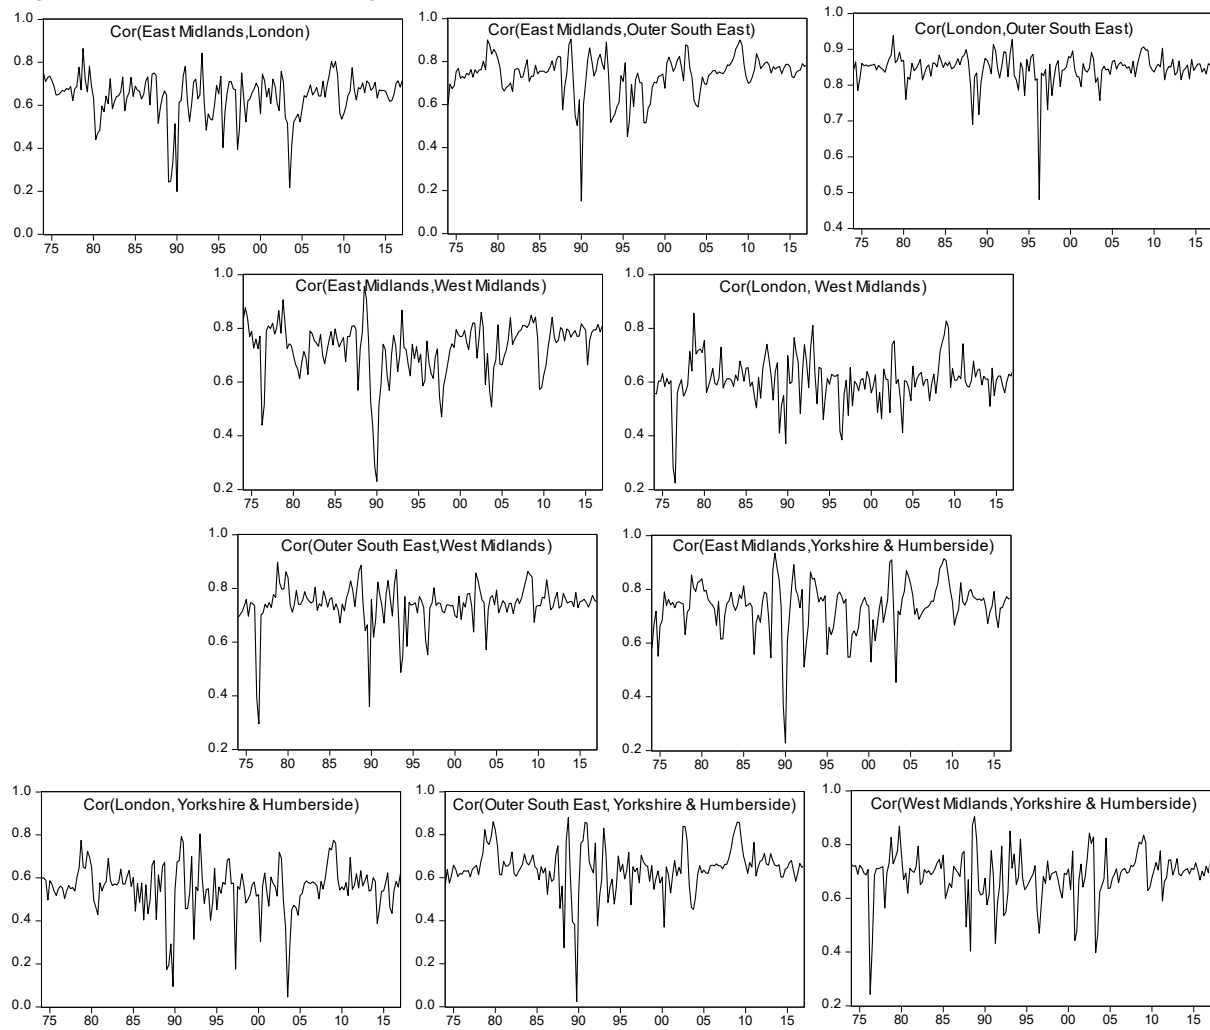 Cor(East Midlands,London)
1.0
0.8
0.6
0.4
0.2
0.0
75 80 85 90 95 00 05 10 15
Cor(East Midlands,Outer South East)
1.0
0.8
0.6
0.4
0.2
0.0
75 80 85 90 95 00 05 10 15
Cor(London,Outer South East)
1.0
0.9
0.8
0.7
0.6
0.5
0.4
75 80 85 90 95 00 05 10 15
Cor(East Midlands,West Midlands)
1.0
0.8
0.6
0.4
0.2
75 80 85 90 95 00 05 10 15
Cor(London, West Midlands)
1.0
0.8
0.6
0.4
0.2
75 80 85 90 95 00 05 10 15
Cor(Outer South East,West Midlands)
1.0
0.8
0.6
0.4
0.2
75 80 85 90 95 00 05 10 15
Cor(East Midlands,Yorkshire & Humberside)
1.0
0.8
0.6
0.4
0.2
75 80 85 90 95 00 05 10 15
Cor(London, Yorkshire & Humberside)
1.0
0.8
0.6
0.4
0.2
0.0
75 80 85 90 95 00 05 10 15
Cor(Outer South East, Yorkshire & Humberside)
1.0
0.8
0.6
0.4
0.2
0.0
75 80 85 90 95 00 05 10 15
Cor(West Midlands,Yorkshire & Humberside)
1.0
0.8
0.6
0.4
0.2
75 80 85 90 95 00 05 10 15